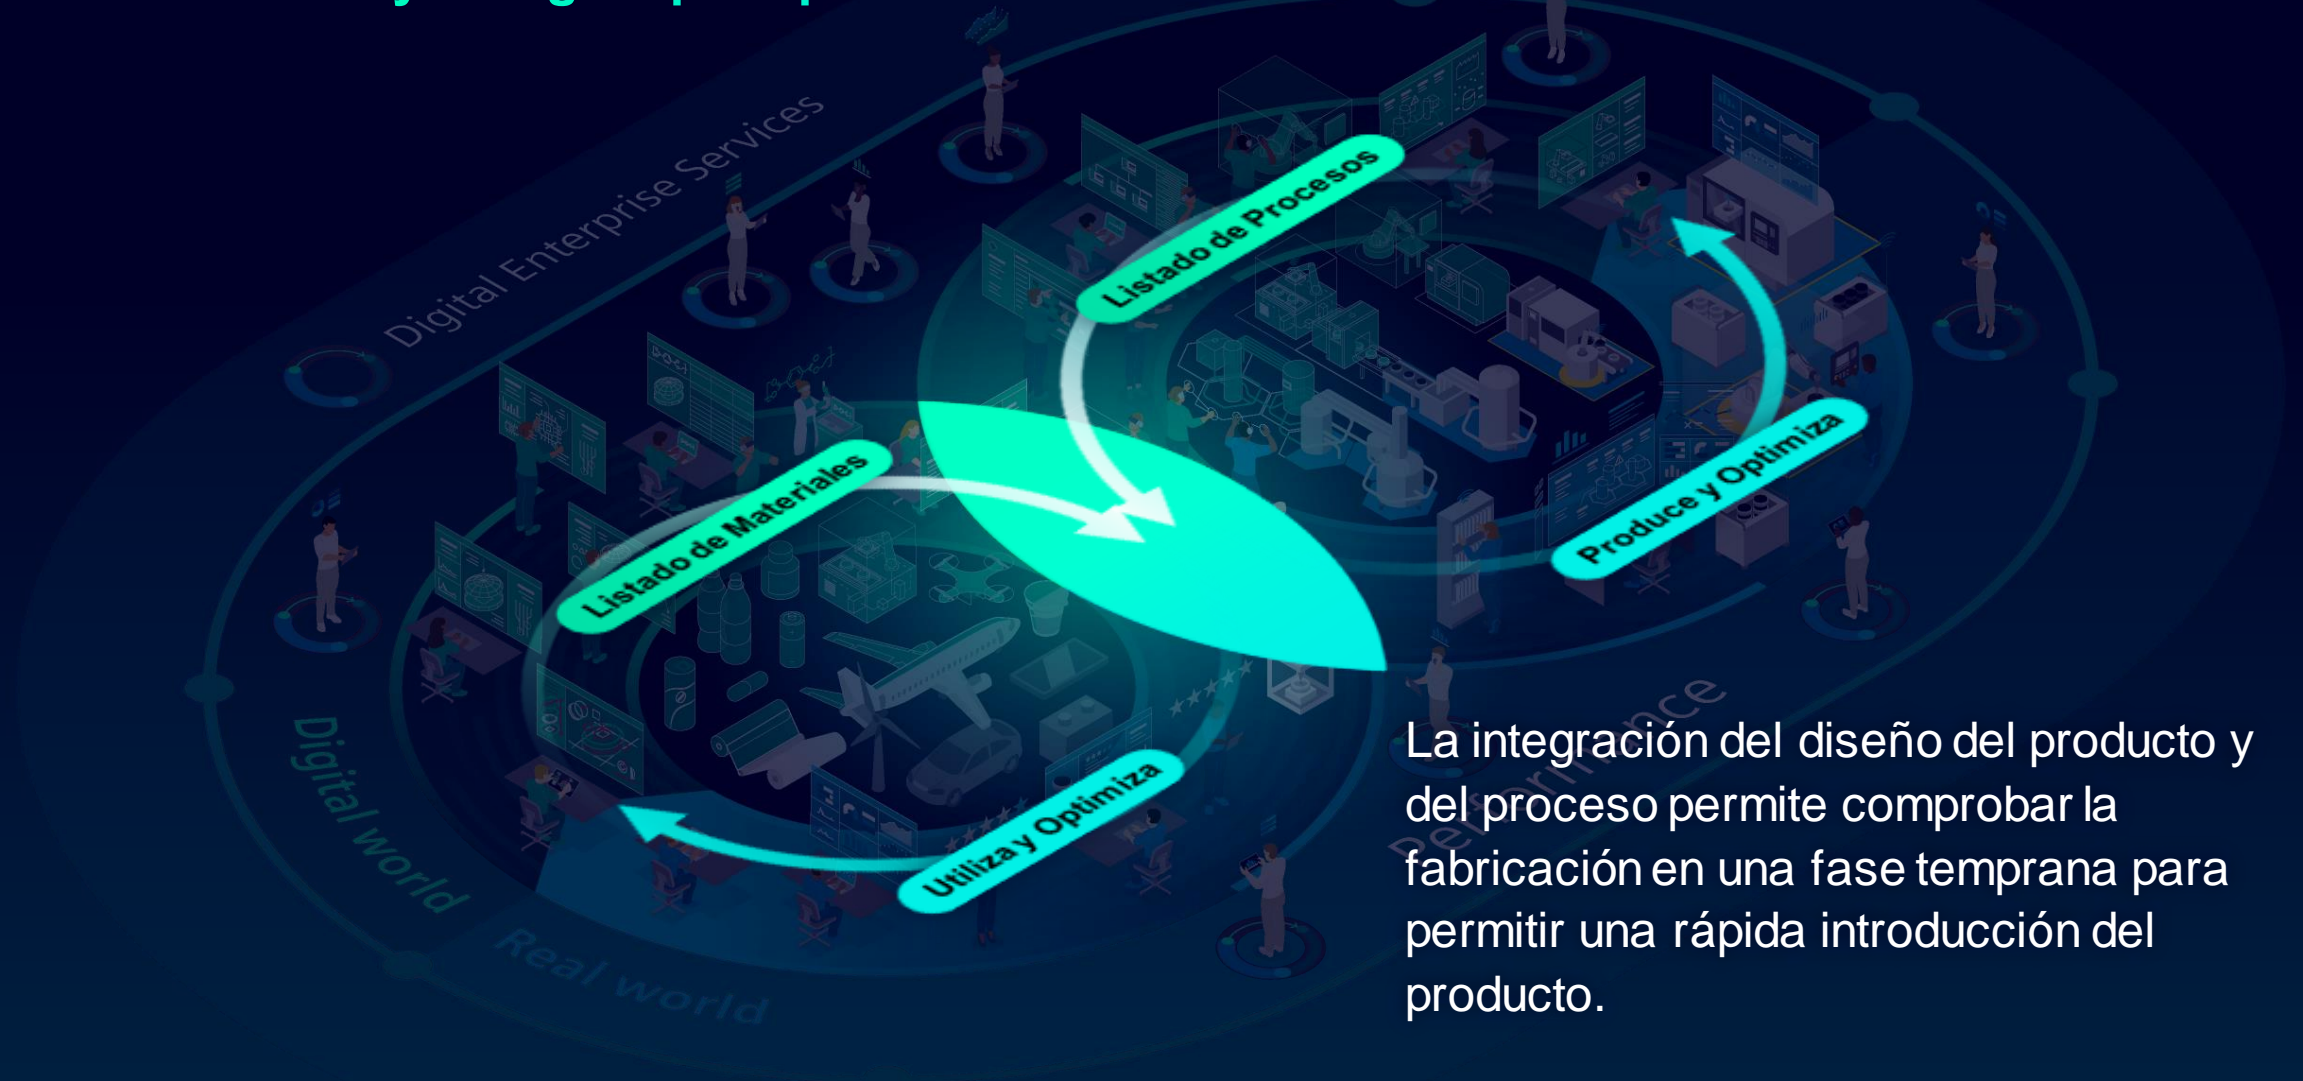 Digital Enterprise Services
Listado de Procesos
Listado de Materiales
Produce y Optimiza
Utiliza y Optimiza
Digital world
Real world
Performance
La integración del diseño del producto y
del proceso permite comprobar la
fabricación en una fase temprana para
permitir una rápida introducción del
producto.